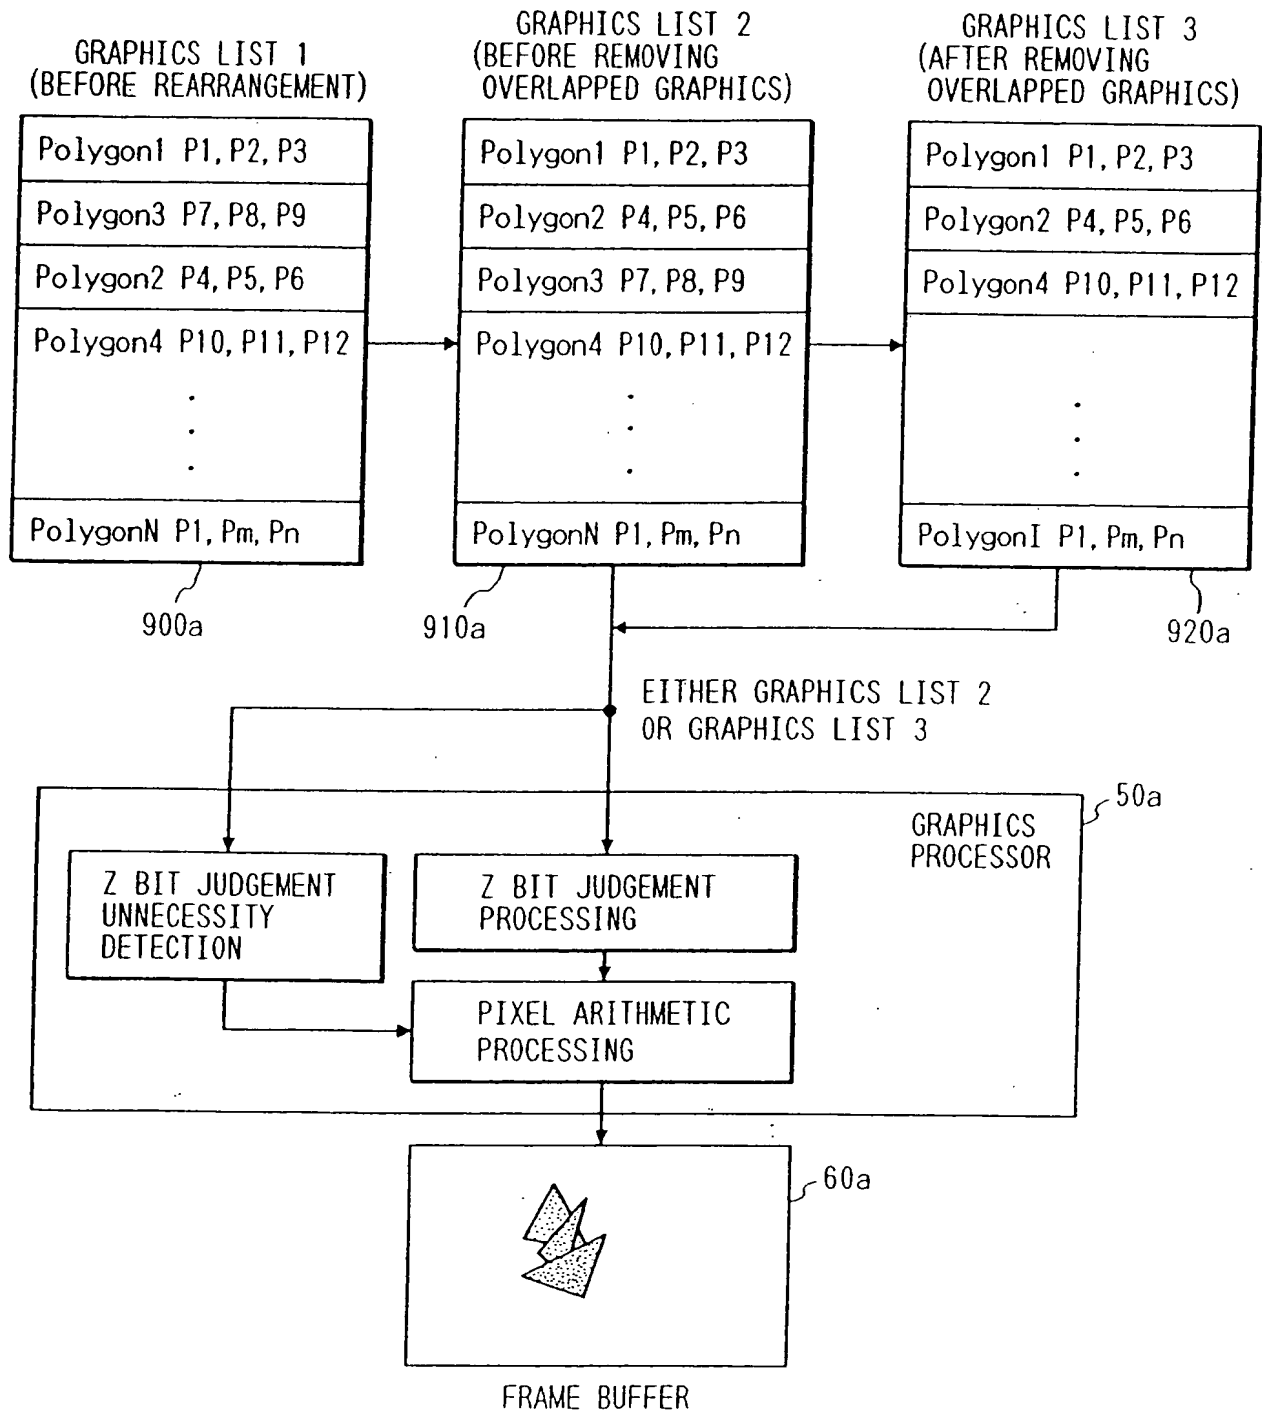 GRAPHICS LIST 1
(BEFORE REARRANGEMENT)
Polygon1 P1, P2, P3
Polygon3 P7, P8, P9
Polygon2 P4, P5, P6
Polygon4 P10, P11, P12
PolygonN P1, Pm, Pn
900a
GRAPHICS LIST 2
(BEFORE REMOVING
OVERLAPPED GRAPHICS)
Polygon1 P1, P2, P3
Polygon2 P4, P5, P6
Polygon3 P7, P8, P9
Polygon4 P10, P11, P12
PolygonN P1, Pm, Pn
910a
GRAPHICS LIST 3
(AFTER REMOVING
OVERLAPPED GRAPHICS)
Polygon1 P1, P2, P3
Polygon2 P4, P5, P6
Polygon4 P10, P11, P12
PolygonI P1, Pm, Pn
920a
EITHER GRAPHICS LIST 2
OR GRAPHICS LIST 3
50a
GRAPHICS
PROCESSOR
Z BIT JUDGEMENT
UNNECESSITY
DETECTION
Z BIT JUDGEMENT
PROCESSING
PIXEL ARITHMETIC
PROCESSING
60a
FRAME BUFFER